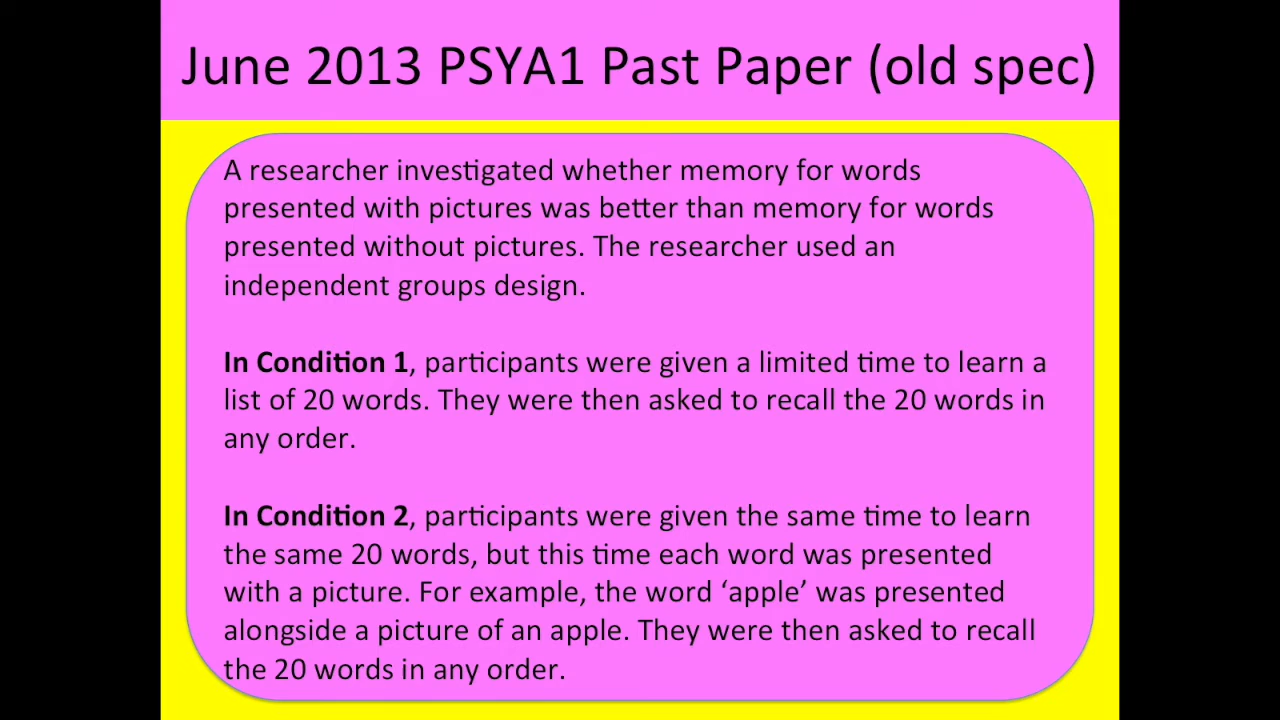 June 2013 PSYA1 Past Paper (old spec)
A researcher investigated whether memory for words
presented with pictures was better than memory for words
presented without pictures. The researcher used an
independent groups design.
In Condition 1, participants were given a limited time to learn a
list of 20 words. They were then asked to recall the 20 words in
any order.
In Condition 2, participants were given the same time to learn
the same 20 words, but this time each word was presented
with a picture. For example, the word ‘apple’ was presented
alongside a picture of an apple. They were then asked to recall
the 20 words in any order.